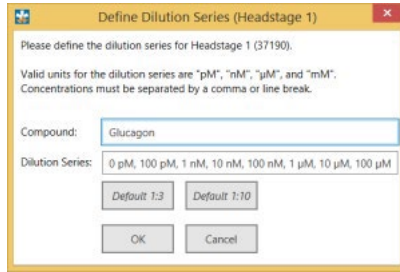 Define Dilution Series (Headstage 1)
Please define the dilution series for Headstage 1 (37190).
Valid units for the dilution series are "pM", "nM", "µM", and "mM".
Concentrations must be separated by a comma or line break.
Compound: Glucagon
Dilution Series: 0 pM, 100 pM, 1 nM, 10 nM, 100 nM, 1 µM, 10 µM, 100 µM
Default 1:3 Default 1:10
OK Cancel